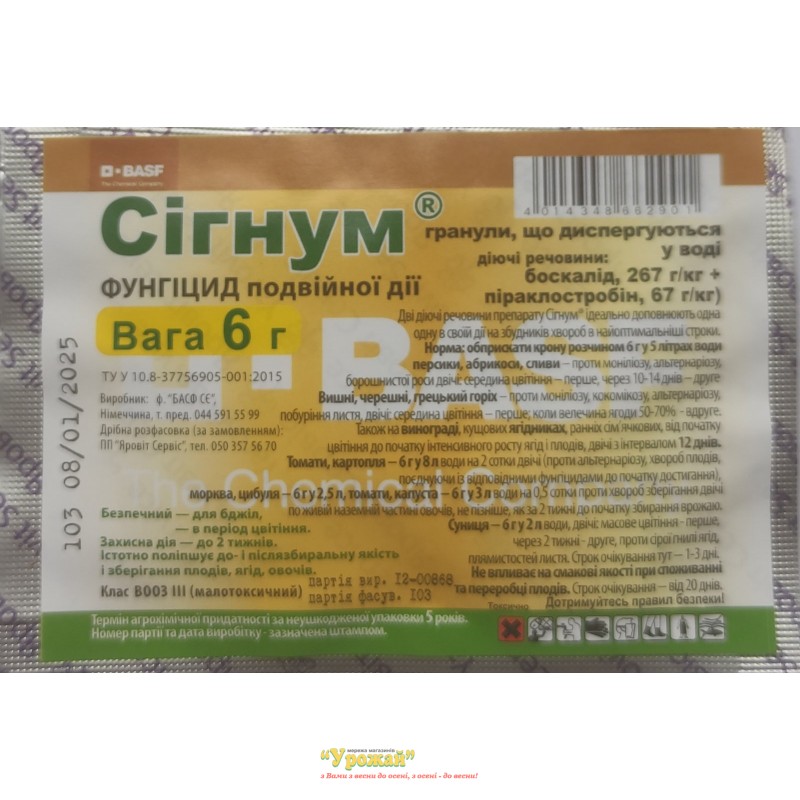 BASF
The Chemical Company
4014348662901
Сігнум®
гранули, що диспергуються
у воді
ФУНГІЦИД подвійної дії
діючі речовини:
боскалід, 267 г/кг +
піраклостробін, 67 г/кг)
Вага 6 г
Дві діючі речовини препарату Сігнум® ідеально доповнюють одна
одну в своїй дії на збудників хвороб в найоптимальніші строки.
Норма: обприскати крону розчином 6 г у 5 літрах води
персики, абрикоси, сливи – проти моніліозу, альтернаріозу,
борошнистої роси двічі: середина цвітіння – перше, через 10-14 днів – друге
Вишні, черешні, грецький горіх – проти моніліозу, кокомікозу, альтернаріозу,
побуріння листя, двічі: середина цвітіння – перше; коли велечина ягоди 50-70% - вдруге.
Також на винограді, кущових ягідниках, ранніх сім'ячкових, від початку
цвітіння до початку інтенсивного росту ягід і плодів, двічі з інтервалом 12 днів.
Томати, картопля – 6 г у 8 л води на 2 сотки двічі (проти альтернаріозу, хвороб плодів,
поєднуючи із відповідними фунгіцидами до початку достигання),
морква, цибуля – 6 г у 2,5 л, томати, капуста 6 г у 3 л води на 0,5 сотки проти хвороб зберігання двічі
по живій наземній частині овочів, не пізніше, як за 2 тижні до початку збирання врожаю.
Суниця – 6 г у 2 л води, двічі: масове цвітіння - перше,
через 2 тижні - друге, проти сірої гнилі ягід,
плямистостей листя. Строк очікування тут – 1-3 дні.
Не впливає на смакові якості при споживанні
та переробці плодів. Строк очікування – від 20 днів.
Дотримуйтесь правил безпеки!
ТУ У 10.8-37756905-001:2015
Виробник: ф. "БАСФ СЄ",
Німеччина, т. пред. 044 591 55 99
Дрібна розфасовка (за замовленням):
ПП "Яровіт Сервіс", тел. 050 357 56 70
103 08/01/2025
The Chemical
Безпечний – для бджіл,
– в період цвітіння.
Захисна дія – до 2 тижнів.
Істотно поліпшує до- і післязбиральну якість
і зберігання плодів, ягід, овочів.
Клас ВООЗ III (малотоксичний)
партія вир. I2-00868
партія фасув. I03
Термін агрохімічної придатності за неушкодженої упаковки 5 років.
Номер партії та дата виробітку - зазначена штампом.
мережа магазинів
"Урожай"
з Вами з весни до осені, з осені - до весни!